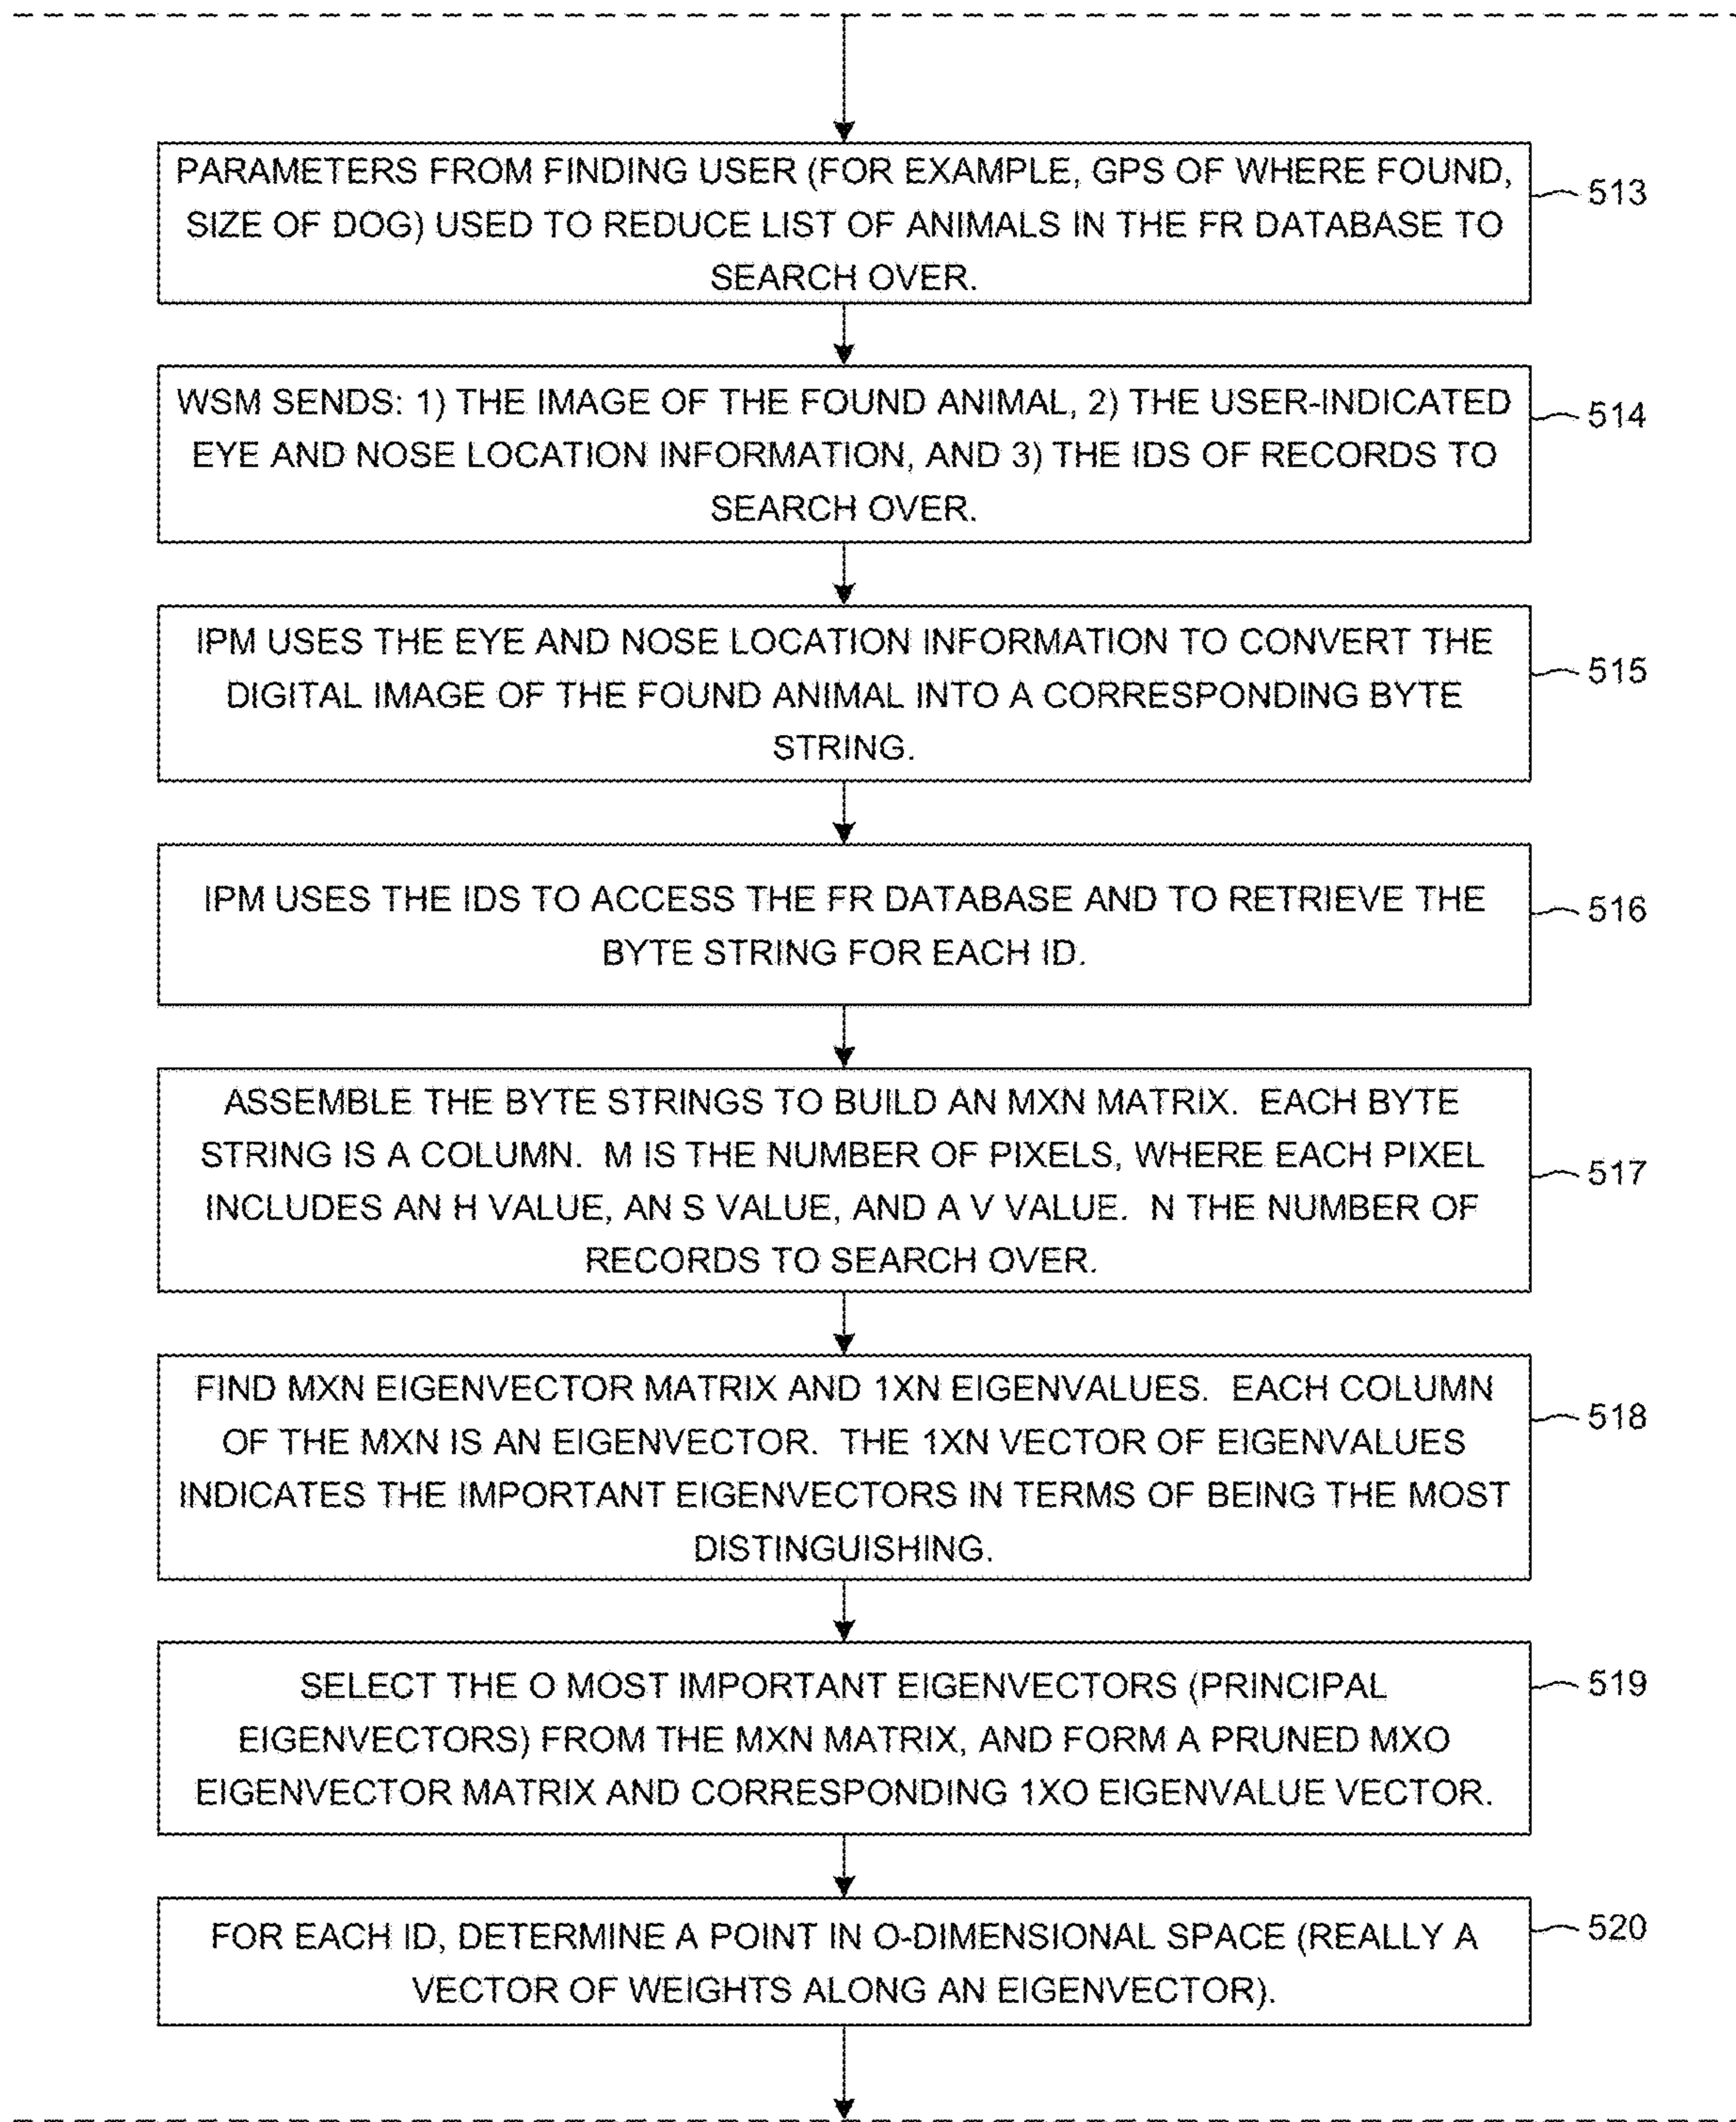 PARAMETERS FROM FINDING USER (FOR EXAMPLE, GPS OF WHERE FOUND,
SIZE OF DOG) USED TO REDUCE LIST OF ANIMALS IN THE FR DATABASE TO
SEARCH OVER.
513
WSM SENDS: 1) THE IMAGE OF THE FOUND ANIMAL, 2) THE USER-INDICATED
EYE AND NOSE LOCATION INFORMATION, AND 3) THE IDS OF RECORDS TO
SEARCH OVER.
514
IPM USES THE EYE AND NOSE LOCATION INFORMATION TO CONVERT THE
DIGITAL IMAGE OF THE FOUND ANIMAL INTO A CORRESPONDING BYTE
STRING.
515
IPM USES THE IDS TO ACCESS THE FR DATABASE AND TO RETRIEVE THE
BYTE STRING FOR EACH ID.
516
ASSEMBLE THE BYTE STRINGS TO BUILD AN MXN MATRIX. EACH BYTE
STRING IS A COLUMN. M IS THE NUMBER OF PIXELS, WHERE EACH PIXEL
INCLUDES AN H VALUE, AN S VALUE, AND A V VALUE. N THE NUMBER OF
RECORDS TO SEARCH OVER.
517
FIND MXN EIGENVECTOR MATRIX AND 1XN EIGENVALUES. EACH COLUMN
OF THE MXN IS AN EIGENVECTOR. THE 1XN VECTOR OF EIGENVALUES
INDICATES THE IMPORTANT EIGENVECTORS IN TERMS OF BEING THE MOST
DISTINGUISHING.
518
SELECT THE O MOST IMPORTANT EIGENVECTORS (PRINCIPAL
EIGENVECTORS) FROM THE MXN MATRIX, AND FORM A PRUNED MXO
EIGENVECTOR MATRIX AND CORRESPONDING 1XO EIGENVALUE VECTOR.
519
FOR EACH ID, DETERMINE A POINT IN O-DIMENSIONAL SPACE (REALLY A
VECTOR OF WEIGHTS ALONG AN EIGENVECTOR).
520